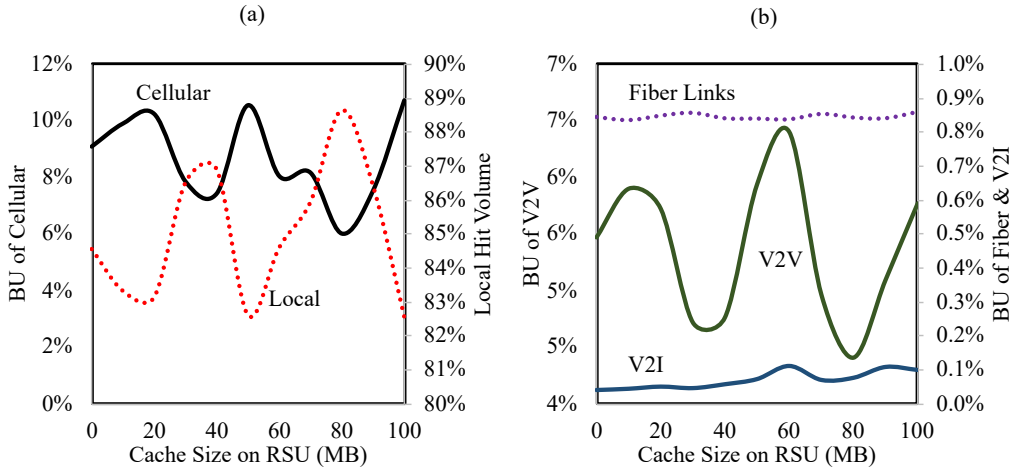 (a)
12%
10%
8%
6%
4%
2%
0%
BU of Cellular
90%
89%
88%
87%
86%
85%
84%
83%
82%
81%
80%
Local Hit Volume
Cellular
Local
0 20 40 60 80 100
Cache Size on RSU (MB)
(b)
7%
7%
6%
6%
5%
5%
4%
BU of V2V
1.0%
0.9%
0.8%
0.7%
0.6%
0.5%
0.4%
0.3%
0.2%
0.1%
0.0%
BU of Fiber & V2I
Fiber Links
V2V
V2I
0 20 40 60 80 100
Cache Size on RSU (MB)